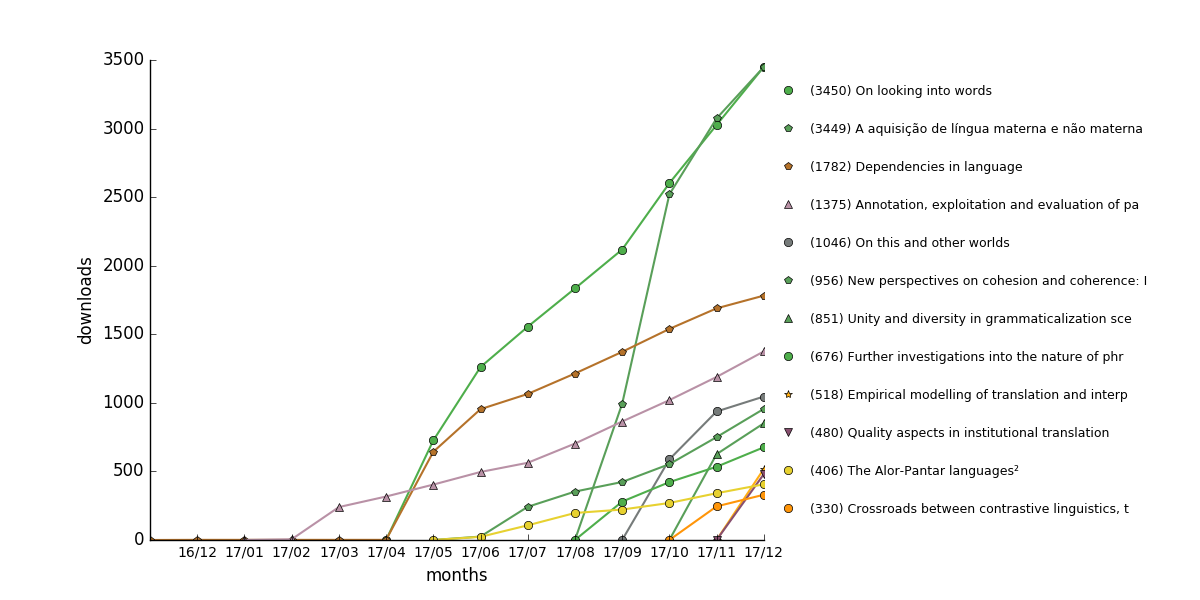 3500
3000
2500
2000
1500
1000
500
0
downloads
16/12 17/01 17/02 17/03 17/04 17/05 17/06 17/07 17/08 17/09 17/10 17/11 17/12
months
(3450) On looking into words
(3449) A aquisição de língua materna e não materna
(1782) Dependencies in language
(1375) Annotation, exploitation and evaluation of pa
(1046) On this and other worlds
(956) New perspectives on cohesion and coherence: I
(851) Unity and diversity in grammaticalization sce
(676) Further investigations into the nature of phr
(518) Empirical modelling of translation and interp
(480) Quality aspects in institutional translation
(406) The Alor-Pantar languages²
(330) Crossroads between contrastive linguistics, t